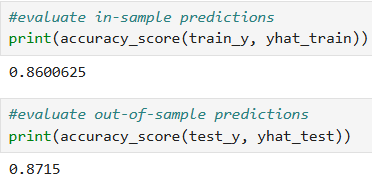 #evaluate in-sample predictions
print(accuracy_score(train_y, yhat_train))
0.8600625
#evaluate out-of-sample predictions
print(accuracy_score(test_y, yhat_test))
0.8715